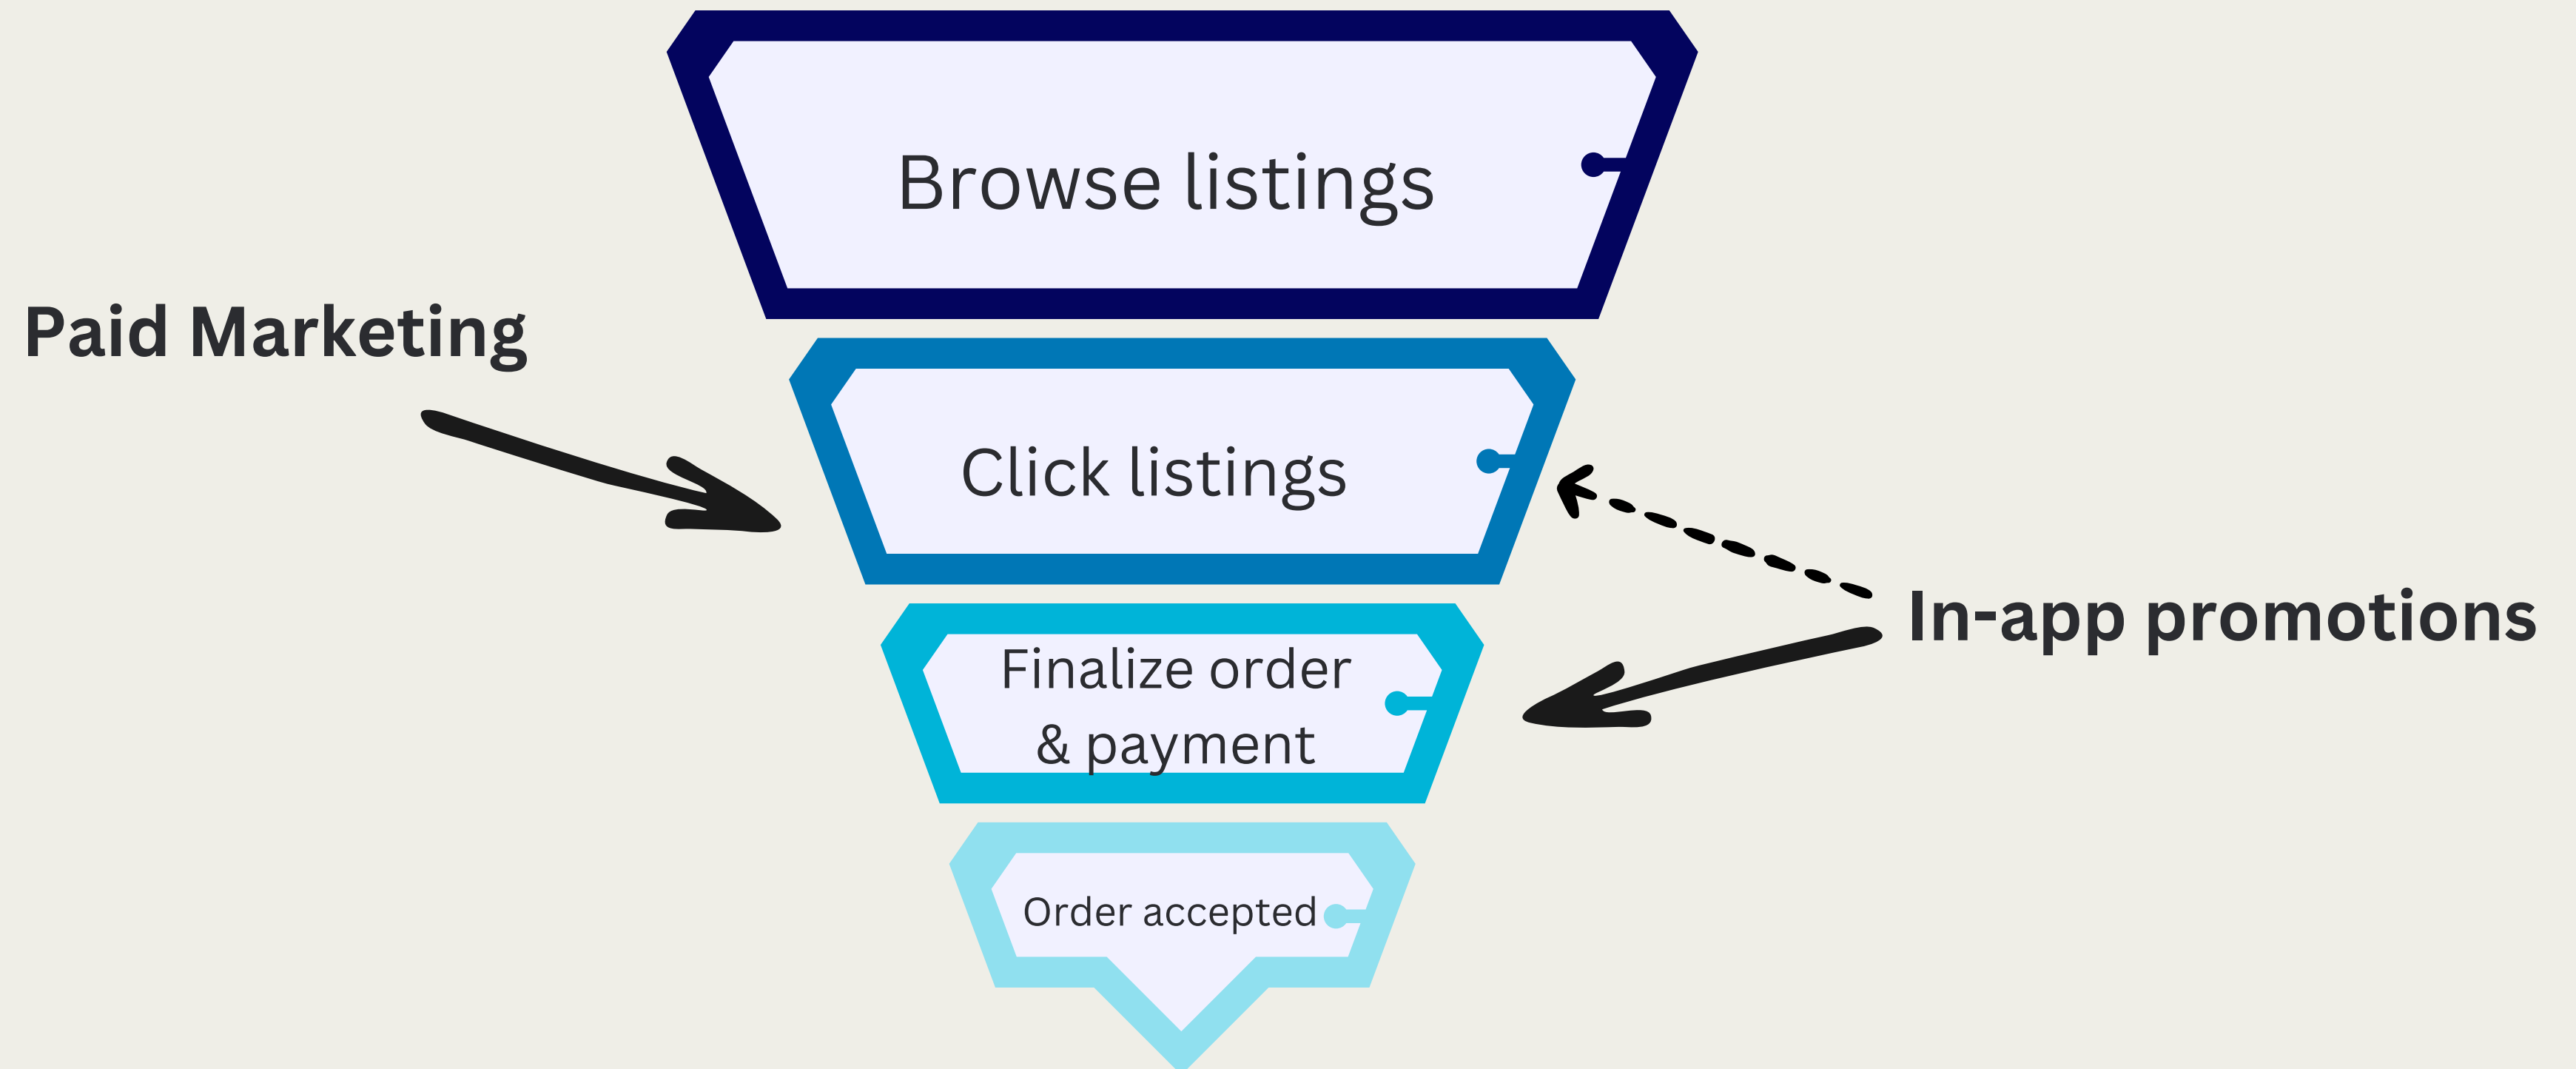 Browse listings
Paid Marketing
Click listings
In-app promotions
Finalize order
& payment
Order accepted